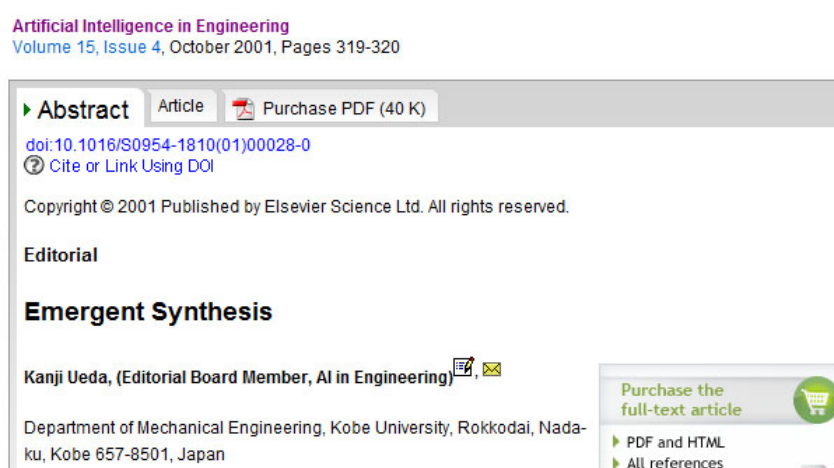 Artificial Intelligence in Engineering
Volume 15, Issue 4, October 2001, Pages 319-320
Abstract Article Purchase PDF (40 K)
doi:10.1016/S0954-1810(01)00028-0
Cite or Link Using DOI
Copyright © 2001 Published by Elsevier Science Ltd. All rights reserved.
Editorial
Emergent Synthesis
Kanji Ueda, (Editorial Board Member, AI in Engineering),
Department of Mechanical Engineering, Kobe University, Rokkodai, Nada-
ku, Kobe 657-8501, Japan
Purchase the
full-text article
PDF and HTML
All references